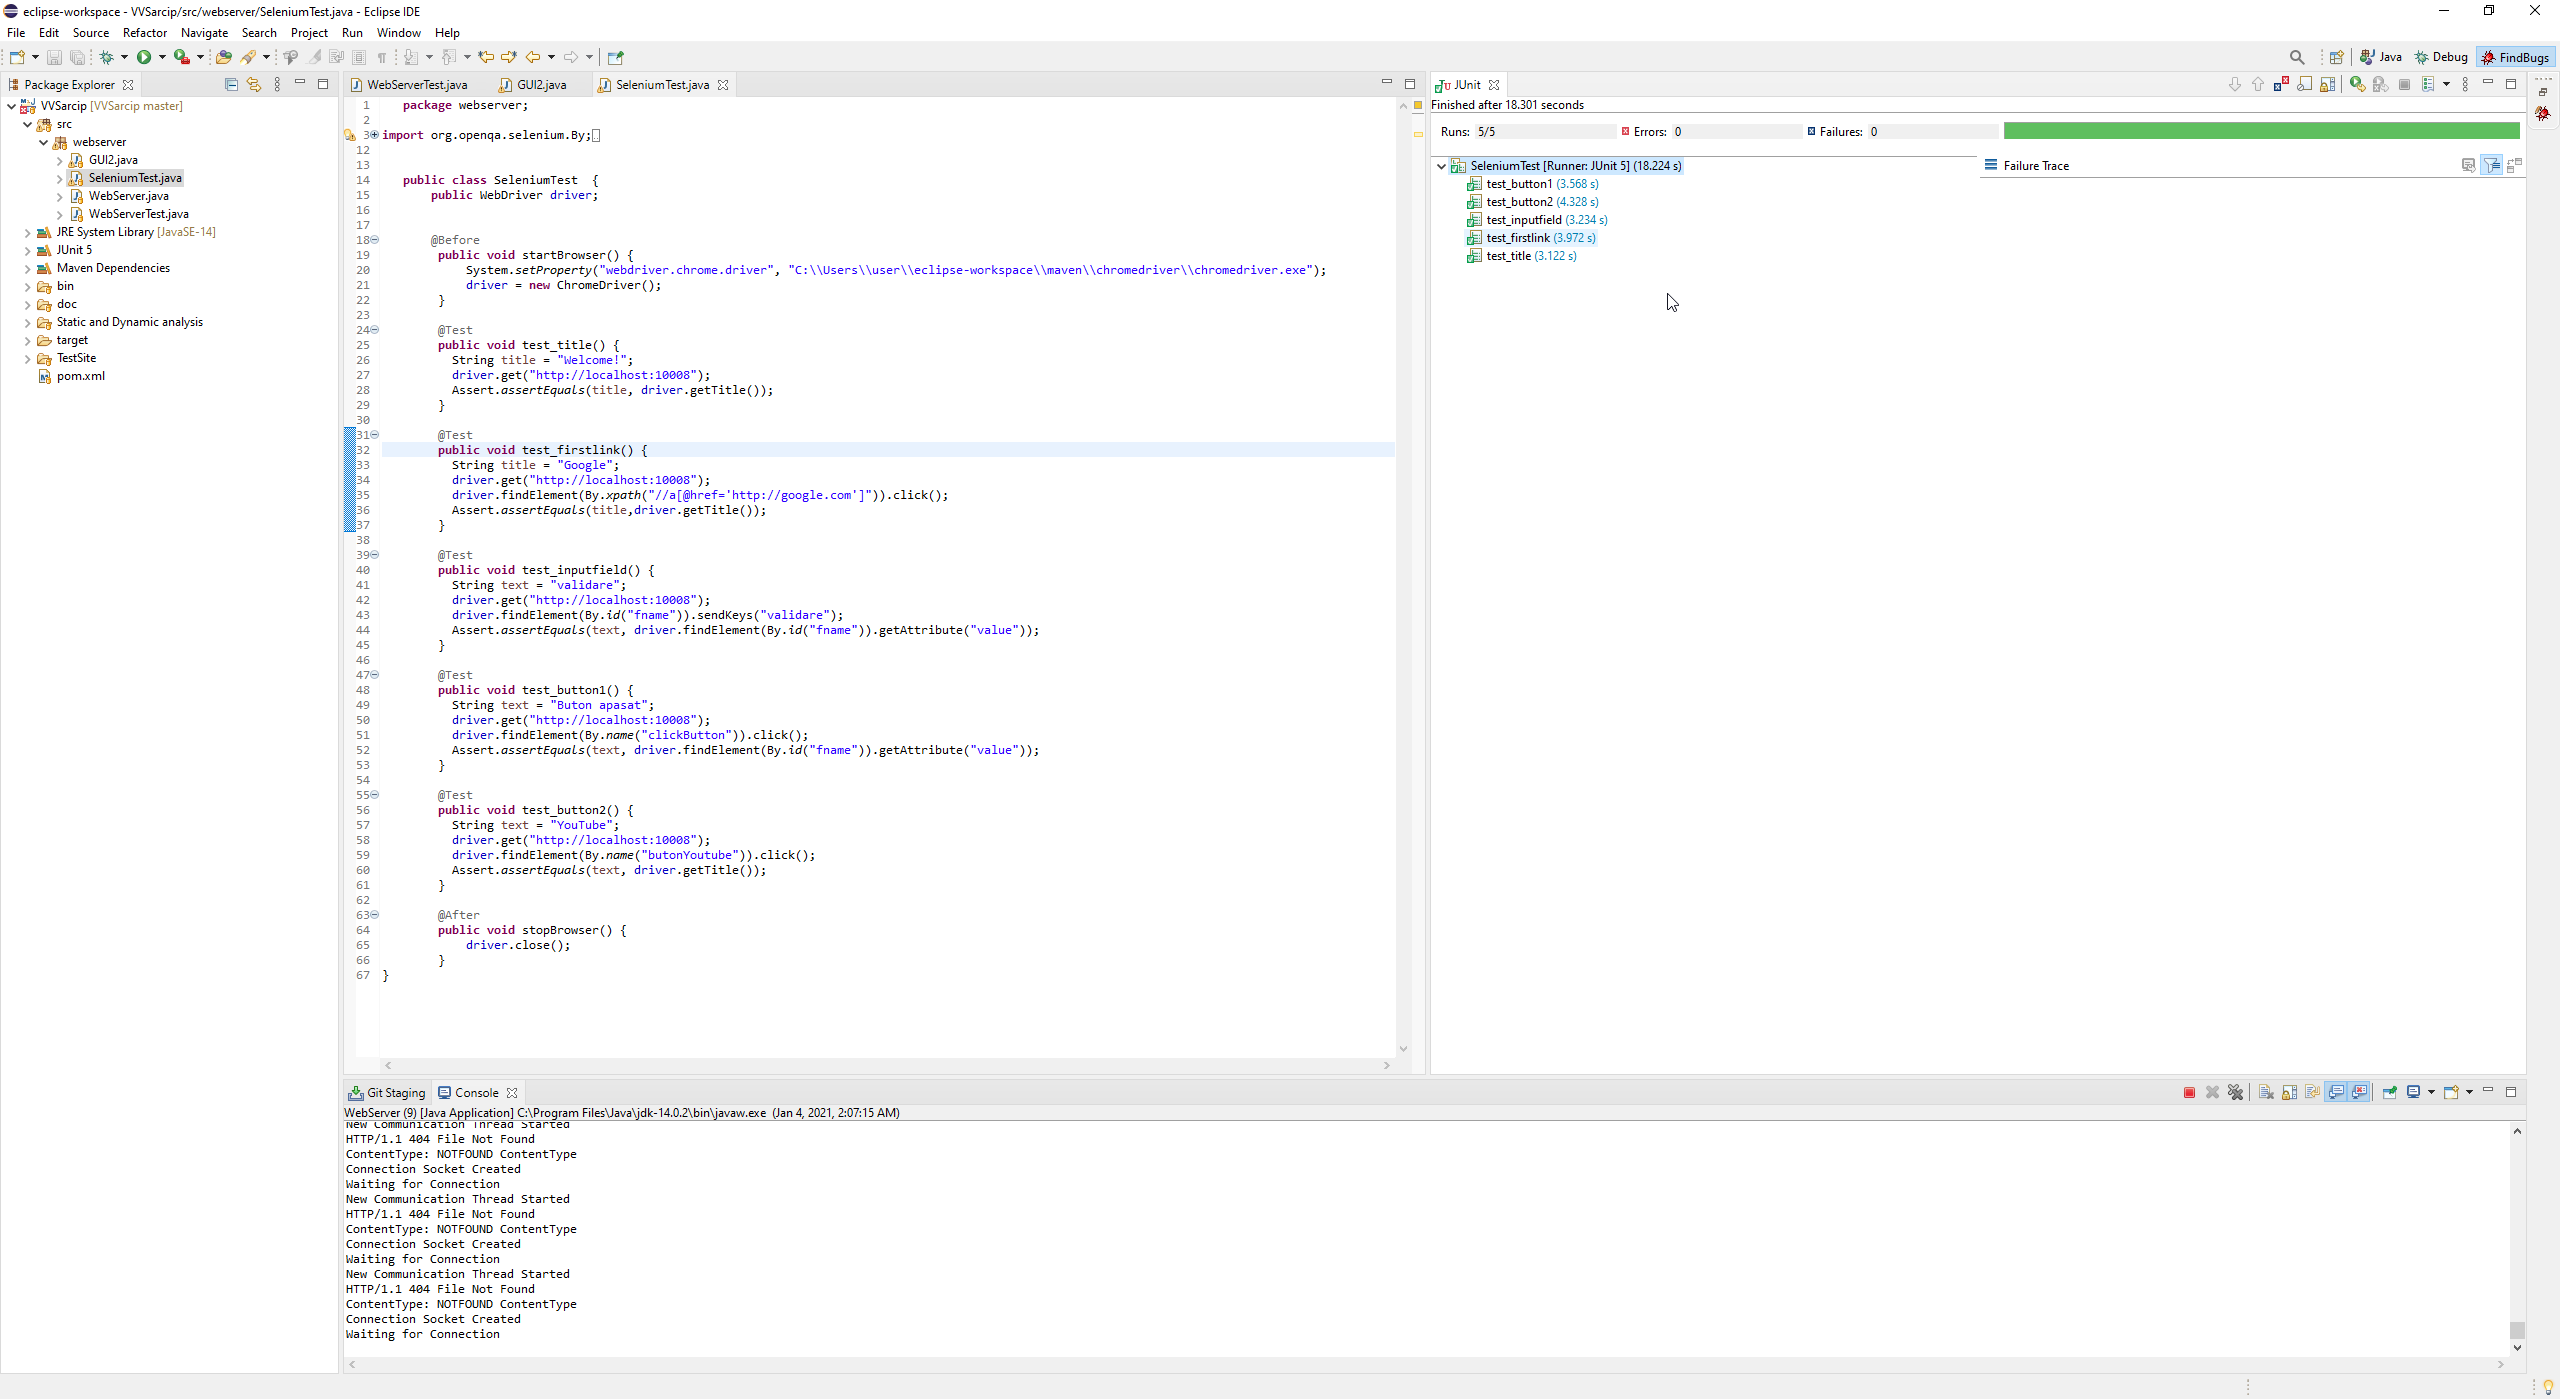 eclipse-workspace - VVSarcip/src/webserver/SeleniumTest.java - Eclipse IDE
File Edit Source Refactor Navigate Search Project Run Window Help
Java Debug FindBugs
Package Explorer
VVSarcip [VVSarcip master]
src
webserver
GUI2.java
SeleniumTest.java
WebServer.java
WebServerTest.java
JRE System Library [JavaSE-14]
JUnit 5
Maven Dependencies
bin
doc
Static and Dynamic analysis
target
TestSite
pom.xml
WebServerTest.java GUI2.java SeleniumTest.java
1 package webserver;
2
3 import org.openqa.selenium.By;
12
13
14 public class SeleniumTest {
15 public WebDriver driver;
16
17
18 @Before
19 public void startBrowser() {
20 System.setProperty("webdriver.chrome.driver", "C:\\Users\\user\\eclipse-workspace\\maven\\chromedriver\\chromedriver.exe");
21 driver = new ChromeDriver();
22 }
23
24 @Test
25 public void test_title() {
26 String title = "Welcome!";
27 driver.get("http://localhost:10008");
28 Assert.assertEquals(title, driver.getTitle());
29 }
30
31 @Test
32 public void test_firstlink() {
33 String title = "Google";
34 driver.get("http://localhost:10008");
35 driver.findElement(By.xpath("//a[@href='http://google.com']")).click();
36 Assert.assertEquals(title,driver.getTitle());
37 }
38
39 @Test
40 public void test_inputfield() {
41 String text = "validare";
42 driver.get("http://localhost:10008");
43 driver.findElement(By.id("fname")).sendKeys("validare");
44 Assert.assertEquals(text, driver.findElement(By.id("fname")).getAttribute("value"));
45 }
46
47 @Test
48 public void test_button1() {
49 String text = "Buton apasat";
50 driver.get("http://localhost:10008");
51 driver.findElement(By.name("clickButton")).click();
52 Assert.assertEquals(text, driver.findElement(By.id("fname")).getAttribute("value"));
53 }
54
55 @Test
56 public void test_button2() {
57 String text = "YouTube";
58 driver.get("http://localhost:10008");
59 driver.findElement(By.name("butonYoutube")).click();
60 Assert.assertEquals(text, driver.getTitle());
61 }
62
63 @After
64 public void stopBrowser() {
65 driver.close();
66 }
67 }
JUnit
Finished after 18.301 seconds
Runs: 5/5 Errors: 0 Failures: 0
SeleniumTest [Runner: JUnit 5] (18.224 s)
test_button1 (3.568 s)
test_button2 (4.328 s)
test_inputfield (3.234 s)
test_firstlink (3.972 s)
test_title (3.122 s)
Failure Trace
Git Staging Console
WebServer (9) [Java Application] C:\Program Files\Java\jdk-14.0.2\bin\javaw.exe (Jan 4, 2021, 2:07:15 AM)
New Communication Thread Started
HTTP/1.1 404 File Not Found
ContentType: NOTFOUND ContentType
Connection Socket Created
Waiting for Connection
New Communication Thread Started
HTTP/1.1 404 File Not Found
ContentType: NOTFOUND ContentType
Connection Socket Created
Waiting for Connection
New Communication Thread Started
HTTP/1.1 404 File Not Found
ContentType: NOTFOUND ContentType
Connection Socket Created
Waiting for Connection